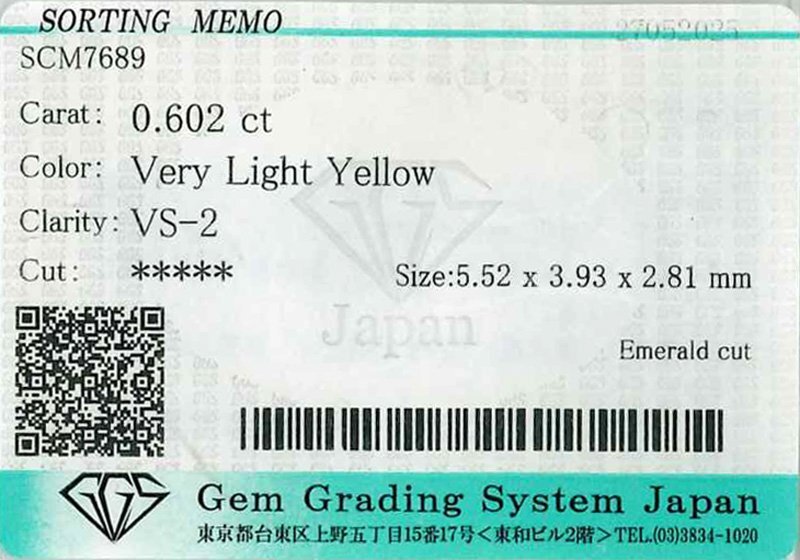 SORTING MEMO
27052025
SCM7689
Carat: 0.602 ct
Color: Very Light Yellow
Clarity: VS-2
Cut: *****
Size:5.52 x 3.93 x 2.81 mm
GGS
Japan
Emerald cut
GGS Gem Grading System Japan
東京都台東区上野五丁目15番17号<東和ビル2階>TEL.(03)3834-1020